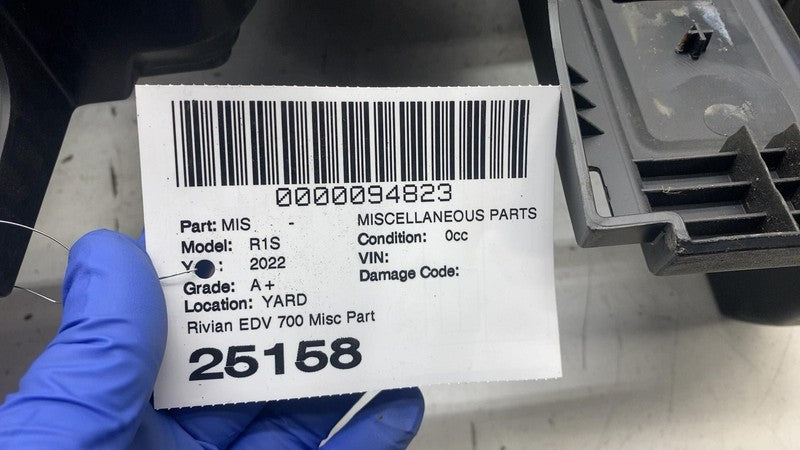 0000094823
Part: MIS - MISCELLANEOUS PARTS
Model: R1S Condition: 0cc
Y : 2022 VIN:
Grade: A+ Damage Code:
Location: YARD
Rivian EDV 700 Misc Part
25158